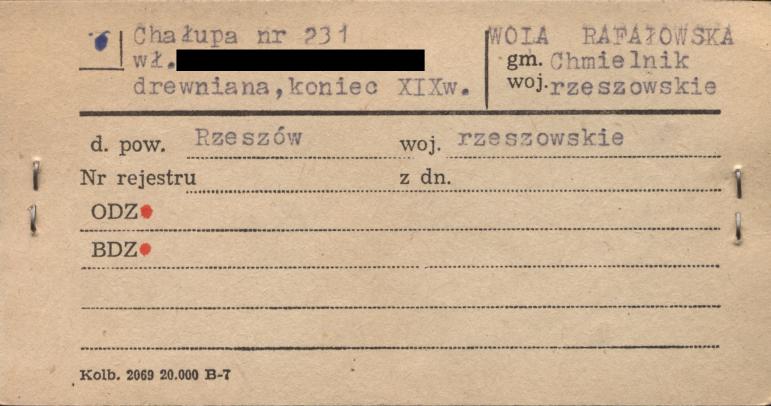 Chałupa nr 231
wł.
drewniana,koniec XIXw.
WOLA RAFAŁOWSKA
gm. Chmielnik
woj.rzeszowskie
d. pow. Rzeszów woj. rzeszowskie
Nr rejestru z dn.
ODZ
BDZ
Kolb. 2069 20.000 B-7